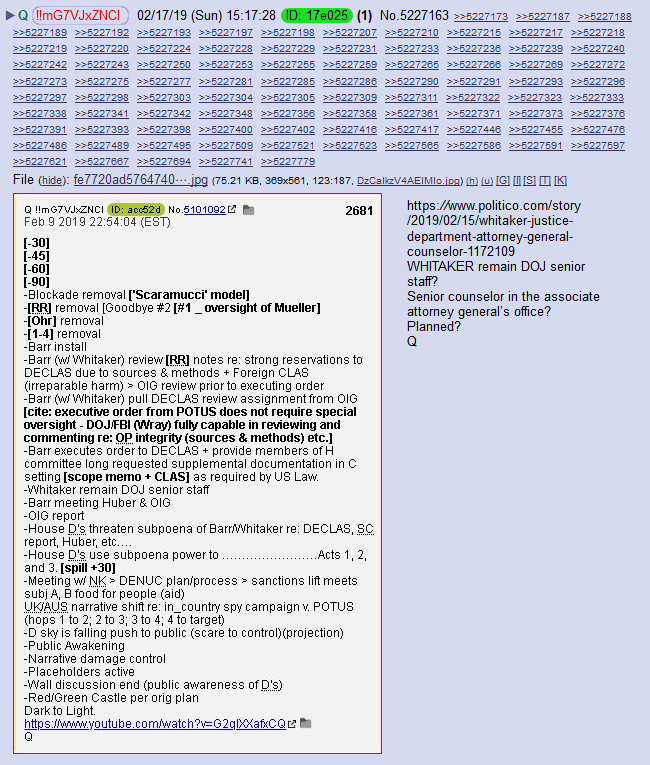 ▶ Q !!mG7VJxZNCI 02/17/19 (Sun) 15:17:28 ID: 17e025 (1) No.5227163 >>5227173 >>5227187 >>5227188
>>5227189 >>5227192 >>5227193 >>5227197 >>5227198 >>5227207 >>5227210 >>5227215 >>5227217 >>5227218
>>5227219 >>5227220 >>5227224 >>5227228 >>5227229 >>5227231 >>5227233 >>5227236 >>5227239 >>5227240
>>5227242 >>5227243 >>5227250 >>5227253 >>5227255 >>5227259 >>5227265 >>5227266 >>5227269 >>5227272
>>5227273 >>5227275 >>5227277 >>5227281 >>5227285 >>5227286 >>5227290 >>5227291 >>5227293 >>5227296
>>5227297 >>5227298 >>5227303 >>5227304 >>5227305 >>5227309 >>5227311 >>5227322 >>5227323 >>5227333
>>5227338 >>5227341 >>5227342 >>5227348 >>5227356 >>5227358 >>5227361 >>5227371 >>5227372 >>5227373
>>5227391 >>5227393 >>5227398 >>5227400 >>5227402 >>5227416 >>5227417 >>5227446 >>5227455 >>5227476
>>5227486 >>5227489 >>5227495 >>5227509 >>5227521 >>5227523 >>5227565 >>5227586 >>5227591 >>5227597
>>5227621 >>5227667 >>5227694 >>5227741 >>5227779
File (hide): fe7720ad5764740⋯.jpg (75.21 KB, 369x561, 123:187, DzCalkzV4AEIMIo.jpg) (h) (u) [G] [I] [S] [T] [K]
Q !!mG7VJxZNCI ID: acc52d No.5101092 2681
Feb 9 2019 22:54:04 (EST)
[-30]
[-45]
[-60]
[-90]
-Blockade removal ['Scaramucci' model]
-[RR] removal [Goodbye #2 [#1 _ oversight of Mueller]
-[Ohr] removal
-[1-4] removal
-Barr install
-Barr (w/ Whitaker) review [RR] notes re: strong reservations to
DECLAS due to sources & methods + Foreign CLAS
(irreparable harm) > OIG review prior to executing order
-Barr (w/ Whitaker) pull DECLAS review assignment from OIG
[cite: executive order from POTUS does not require special
oversight - DOJ/FBI (Wray) fully capable in reviewing and
commenting re: OP integrity (sources & methods) etc.]
-Barr executes order to DECLAS + provide members of H
committee long requested supplemental documentation in C
setting [scope memo + CLAS] as required by US Law.
-Whitaker remain DOJ senior staff
-Barr meeting Huber & OIG
-OIG report
-House D's threaten subpoena of Barr/Whitaker re: DECLAS, SC
report, Huber, etc....
-House D's use subpoena power to ........................Acts 1, 2,
and 3. [spill +30]
-Meeting w/ NK > DENUC plan/process > sanctions lift meets
subj A, B food for people (aid)
UK/AUS narrative shift re: in_country spy campaign v. POTUS
(hops 1 to 2; 2 to 3; 3 to 4; 4 to target)
-D sky is falling push to public (scare to control)(projection)
-Public Awakening
-Narrative damage control
-Placeholders active
-Wall discussion end (public awareness of D's)
-Red/Green Castle per orig plan
Dark to Light.
https://www.youtube.com/watch?v=G2qIXXafxCQ
Q
https://www.politico.com/story
/2019/02/15/whitaker-justice-
department-attorney-general-
counselor-1172109
WHITAKER remain DOJ senior
staff?
Senior counselor in the associate
attorney general's office?
Planned?
Q